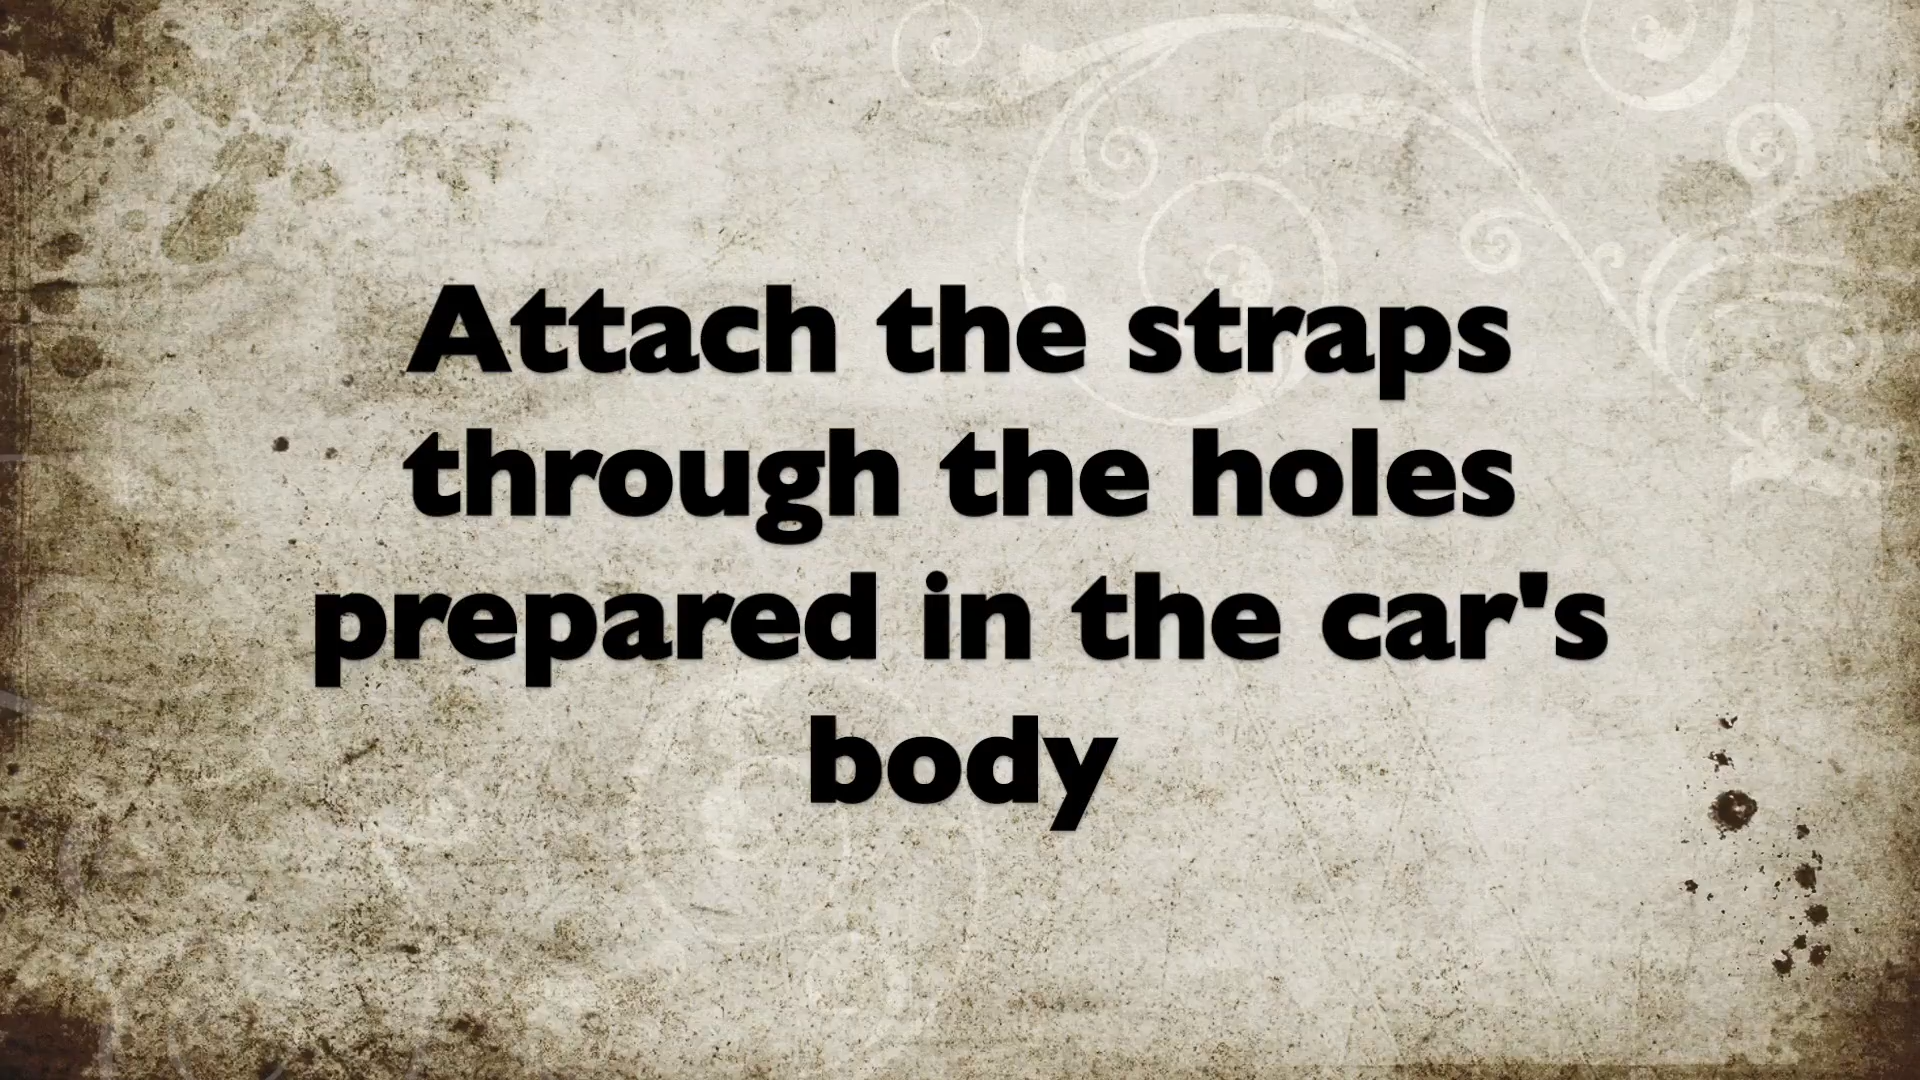 Attach the straps
through the holes
prepared in the car's
body